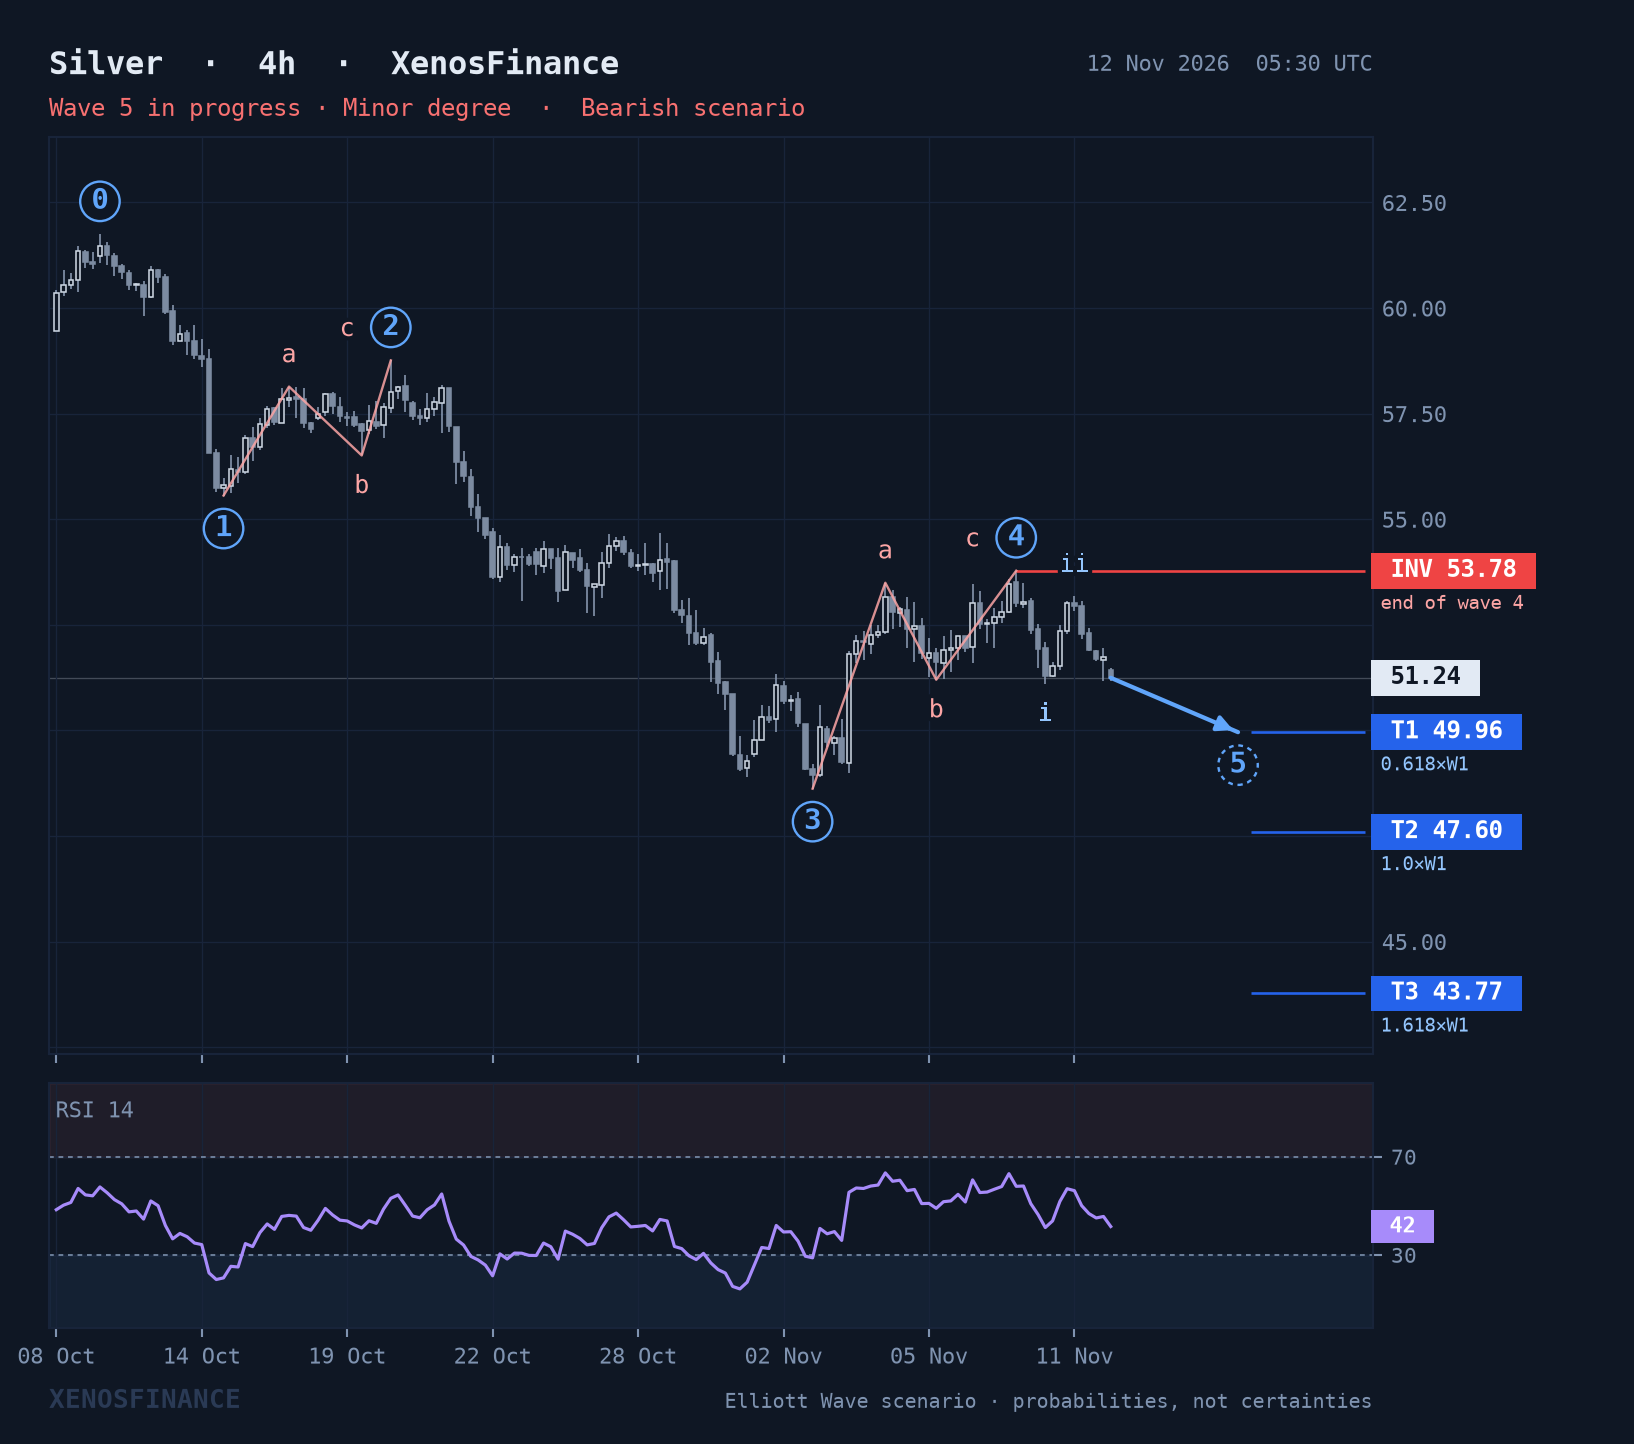 Silver · 4h · XenosFinance
12 Nov 2026 05:30 UTC
Wave 5 in progress · Minor degree · Bearish scenario
0
62.50
60.00
c
2
a
57.50
b
1
55.00
a
c
4
ii
INV 53.78
end of wave 4
51.24
b
i
T1 49.96
0.618×W1
5
3
T2 47.60
1.0×W1
45.00
T3 43.77
1.618×W1
RSI 14
70
42
30
08 Oct
14 Oct
19 Oct
22 Oct
28 Oct
02 Nov
05 Nov
11 Nov
XENOSFINANCE
Elliott Wave scenario · probabilities, not certainties